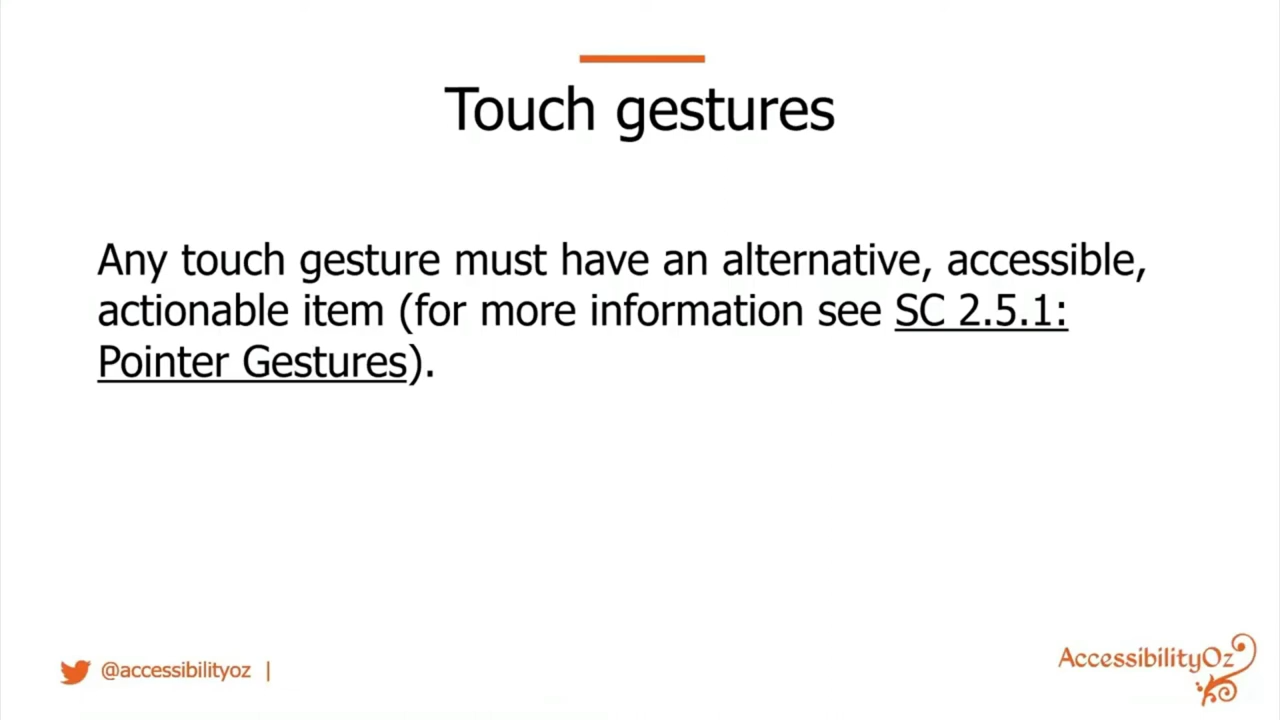 Touch gestures
Any touch gesture must have an alternative, accessible,
actionable item (for more information see SC 2.5.1:
Pointer Gestures).
@accessibilityoz |
AccessibilityOz